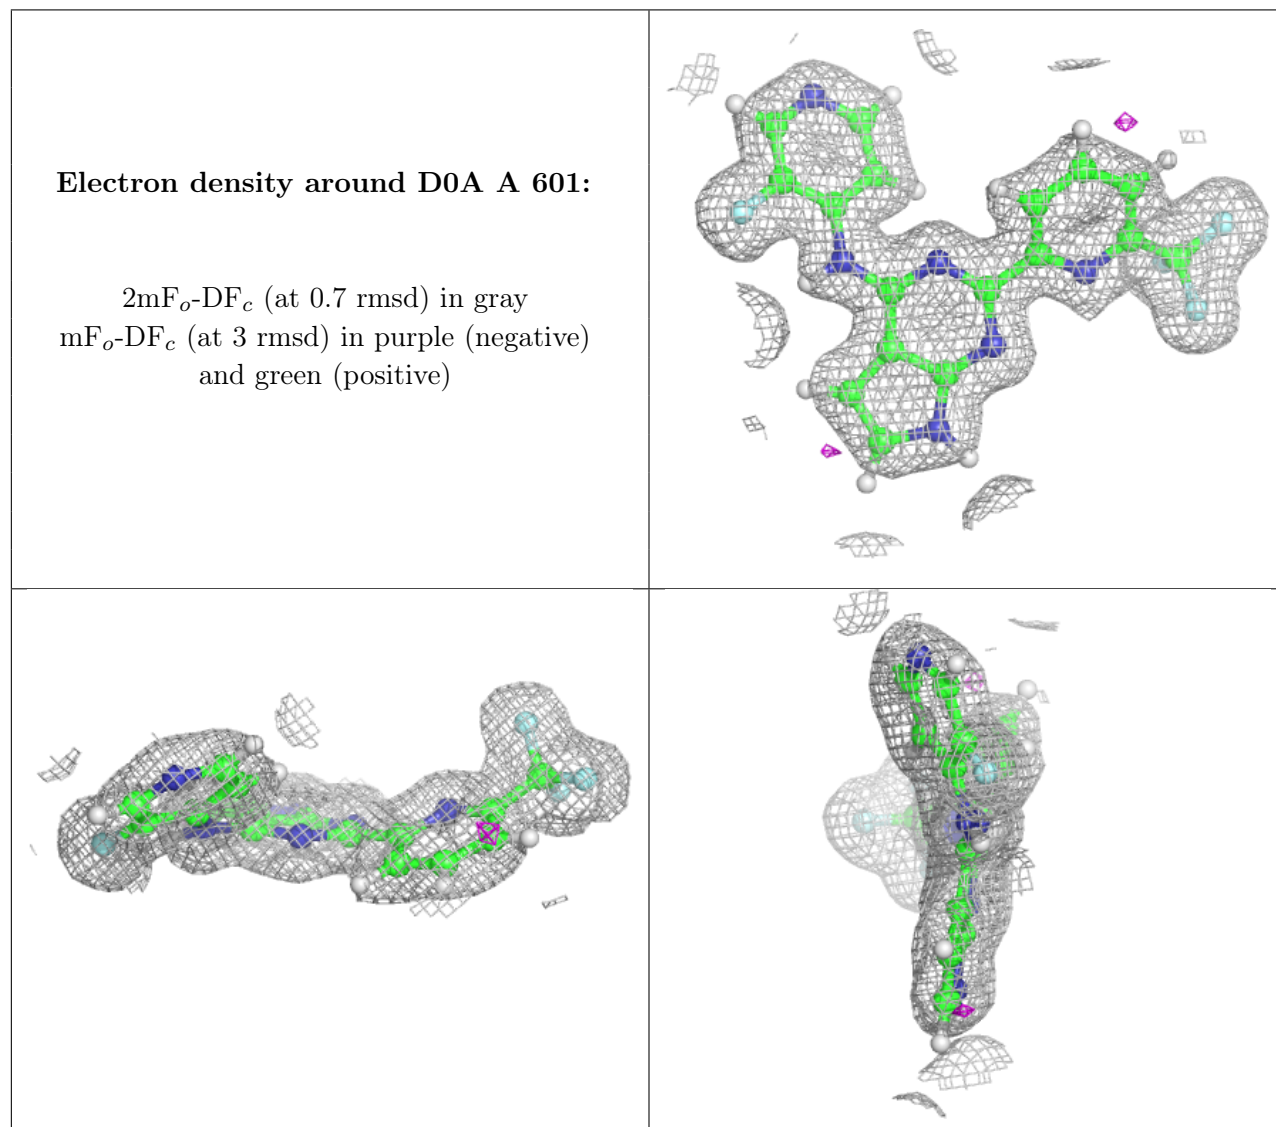 Electron density around D0A A 601:
2mFo-DFc (at 0.7 rmsd) in gray
mFo-DFc (at 3 rmsd) in purple (negative)
and green (positive)